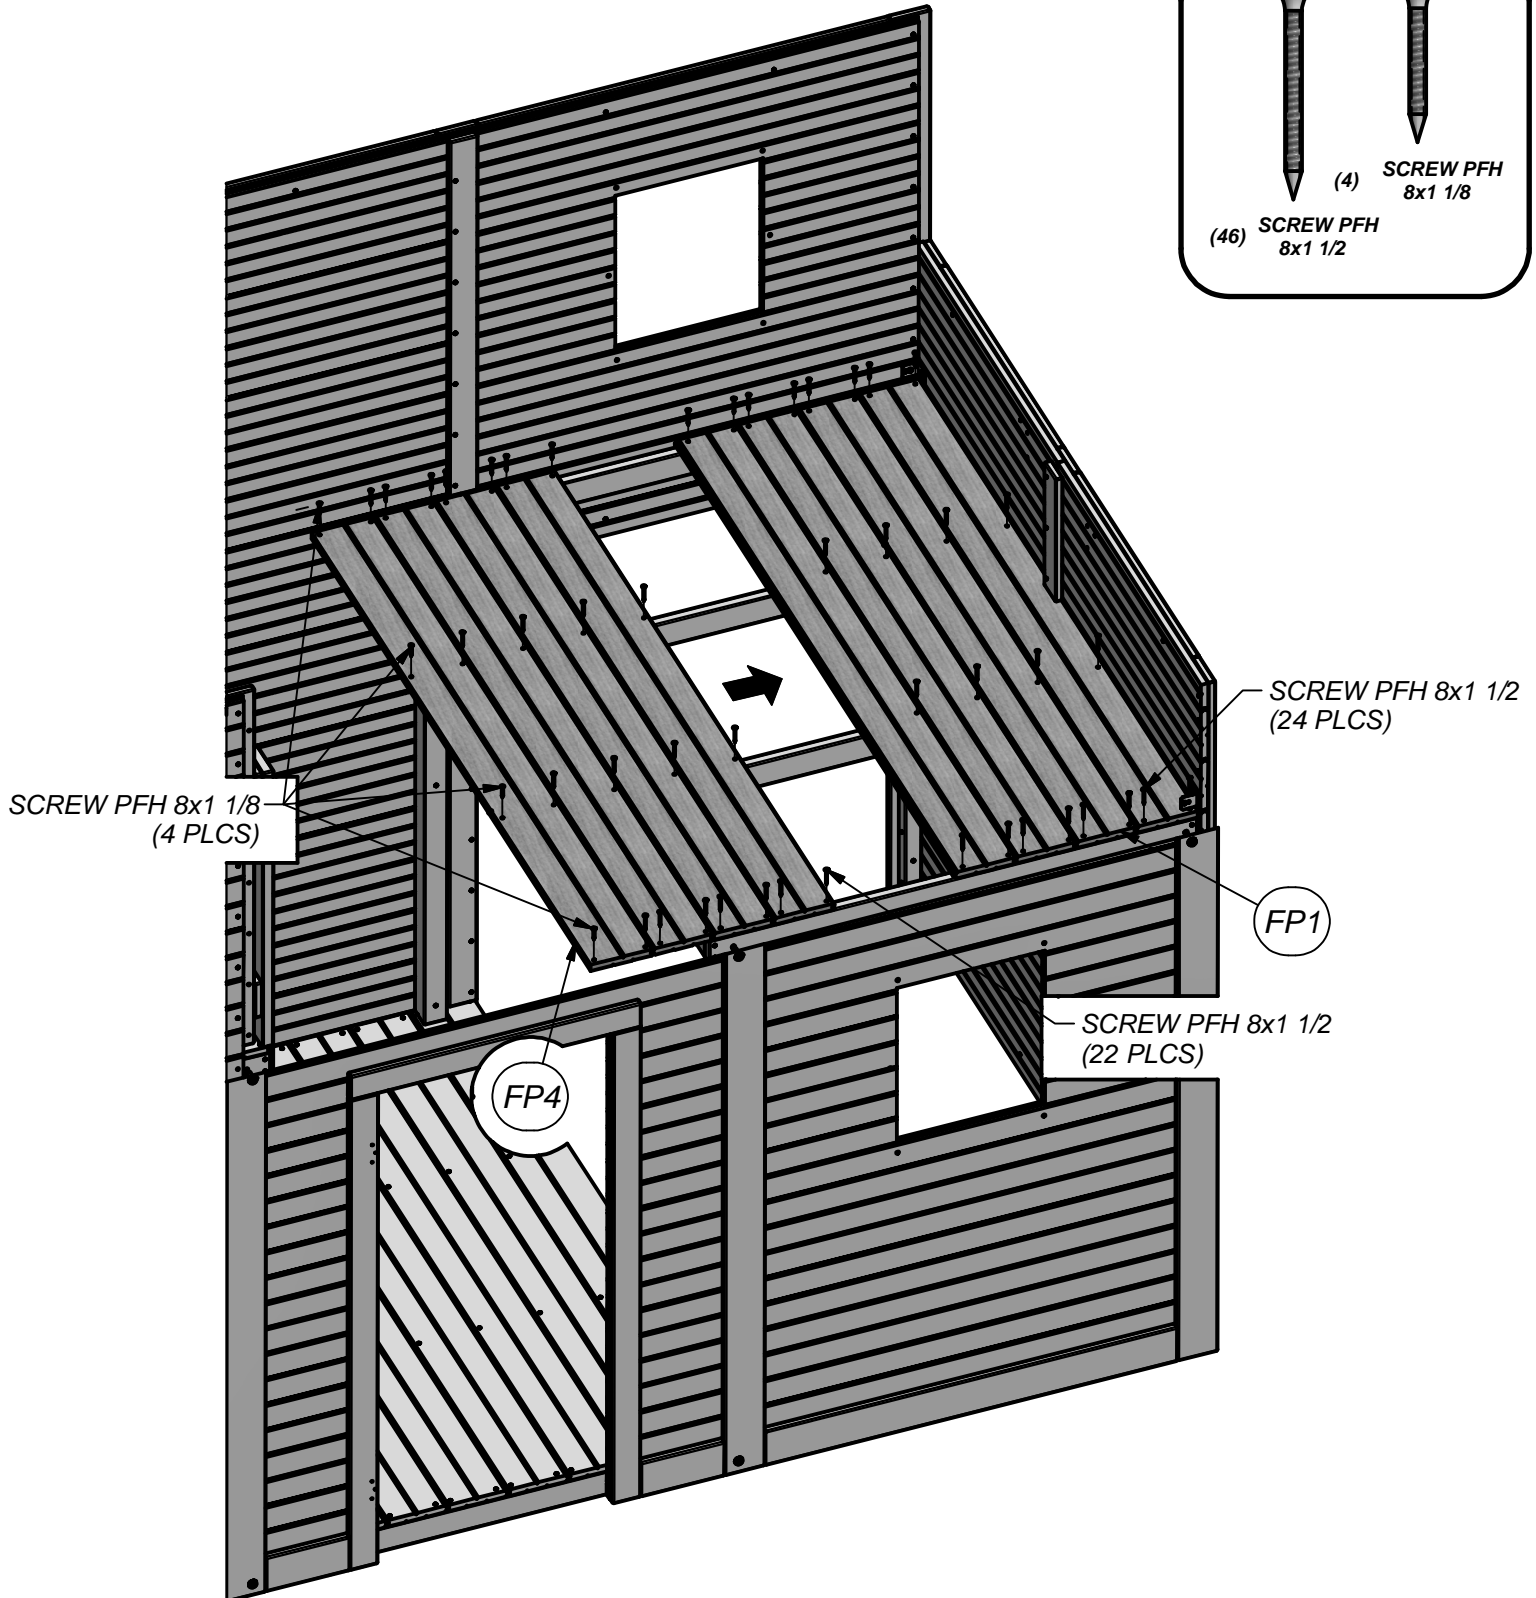 (4) SCREW PFH
8x1 1/8
(46) SCREW PFH
8x1 1/2
SCREW PFH 8x1 1/2
(24 PLCS)
SCREW PFH 8x1 1/8
(4 PLCS)
FP1
SCREW PFH 8x1 1/2
(22 PLCS)
FP4